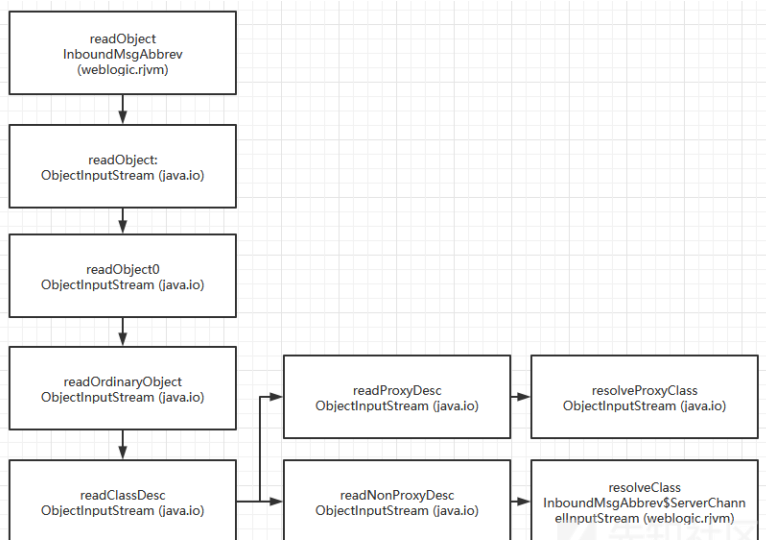 readObject
InboundMsgAbbrev
(weblogic.rjvm)
readObject:
ObjectInputStream (java.io)
readObject0
ObjectInputStream (java.io)
readOrdinaryObject
ObjectInputStream (java.io)
readProxyDesc
ObjectInputStream (java.io)
resolveProxyClass
ObjectInputStream (java.io)
readClassDesc
ObjectInputStream (java.io)
readNonProxyDesc
ObjectInputStream (java.io)
resolveClass
InboundMsgAbbrev$ServerChann
elInputStream (weblogic.rjvm)